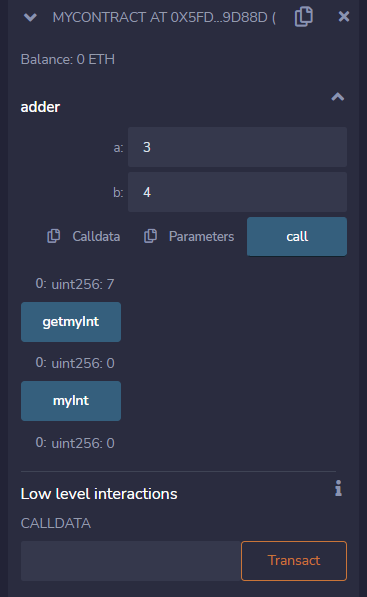 MYCONTRACT AT 0X5FD...9D88D (
Balance: 0 ETH
adder
a: 3
b: 4
Calldata Parameters call
0: uint256: 7
getmyInt
0: uint256: 0
myInt
0: uint256: 0
Low level interactions
CALLDATA
Transact